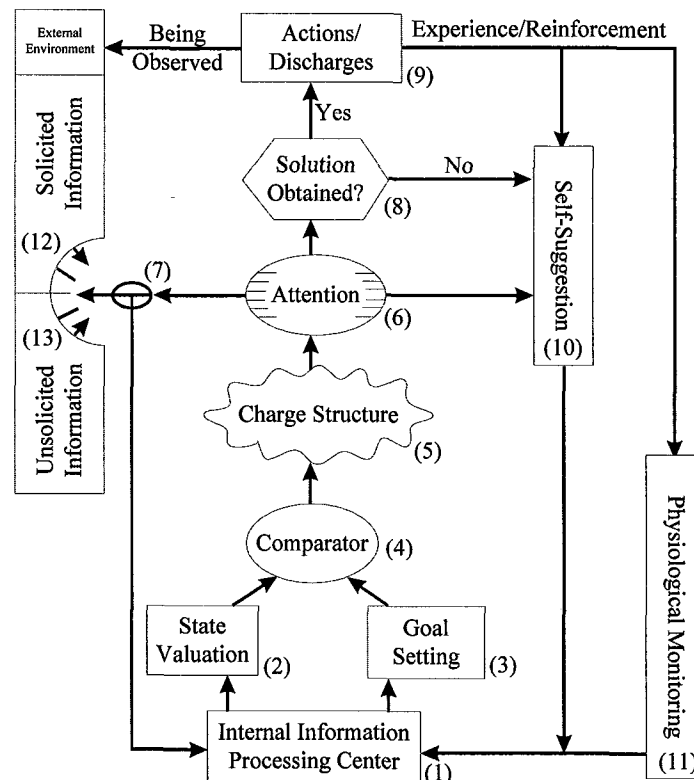 External
Environment
Being
Observed
Actions/
Discharges
(9)
Experience/Reinforcement
Yes
Solicited
Information
Solution
Obtained?
(8)
No
Self-Suggestion
(10)
(12)
(7)
Attention
(6)
(13)
Unsolicited
Information
Charge Structure
(5)
Comparator
(4)
State
Valuation
(2)
Goal
Setting
(3)
Physiological Monitoring
(11)
Internal Information
Processing Center
(1)